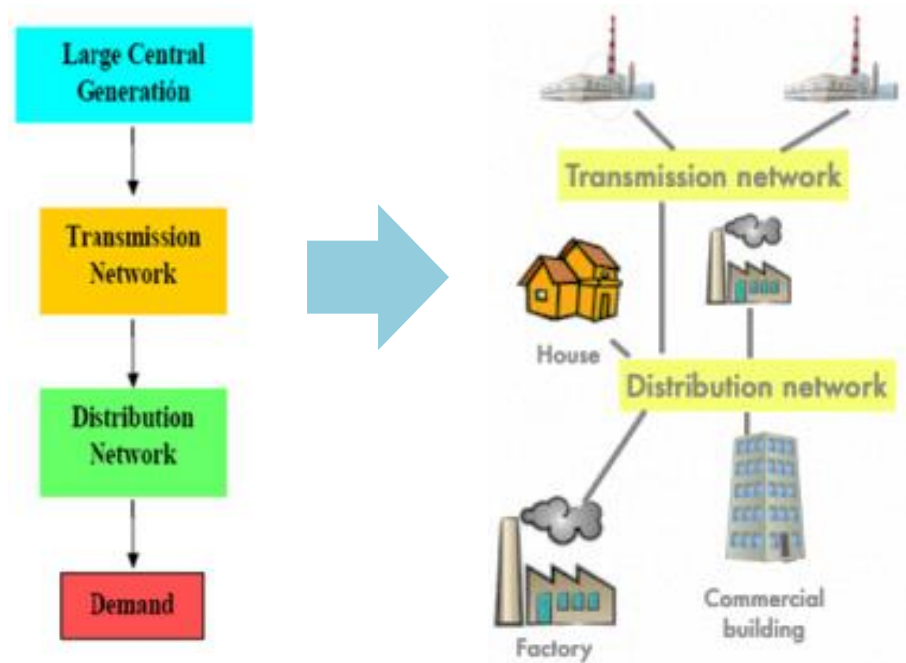 Large Central
Generatión
Transmission
Network
Distribution
Network
Demand
Transmission network
House
Distribution network
Factory
Commercial
building